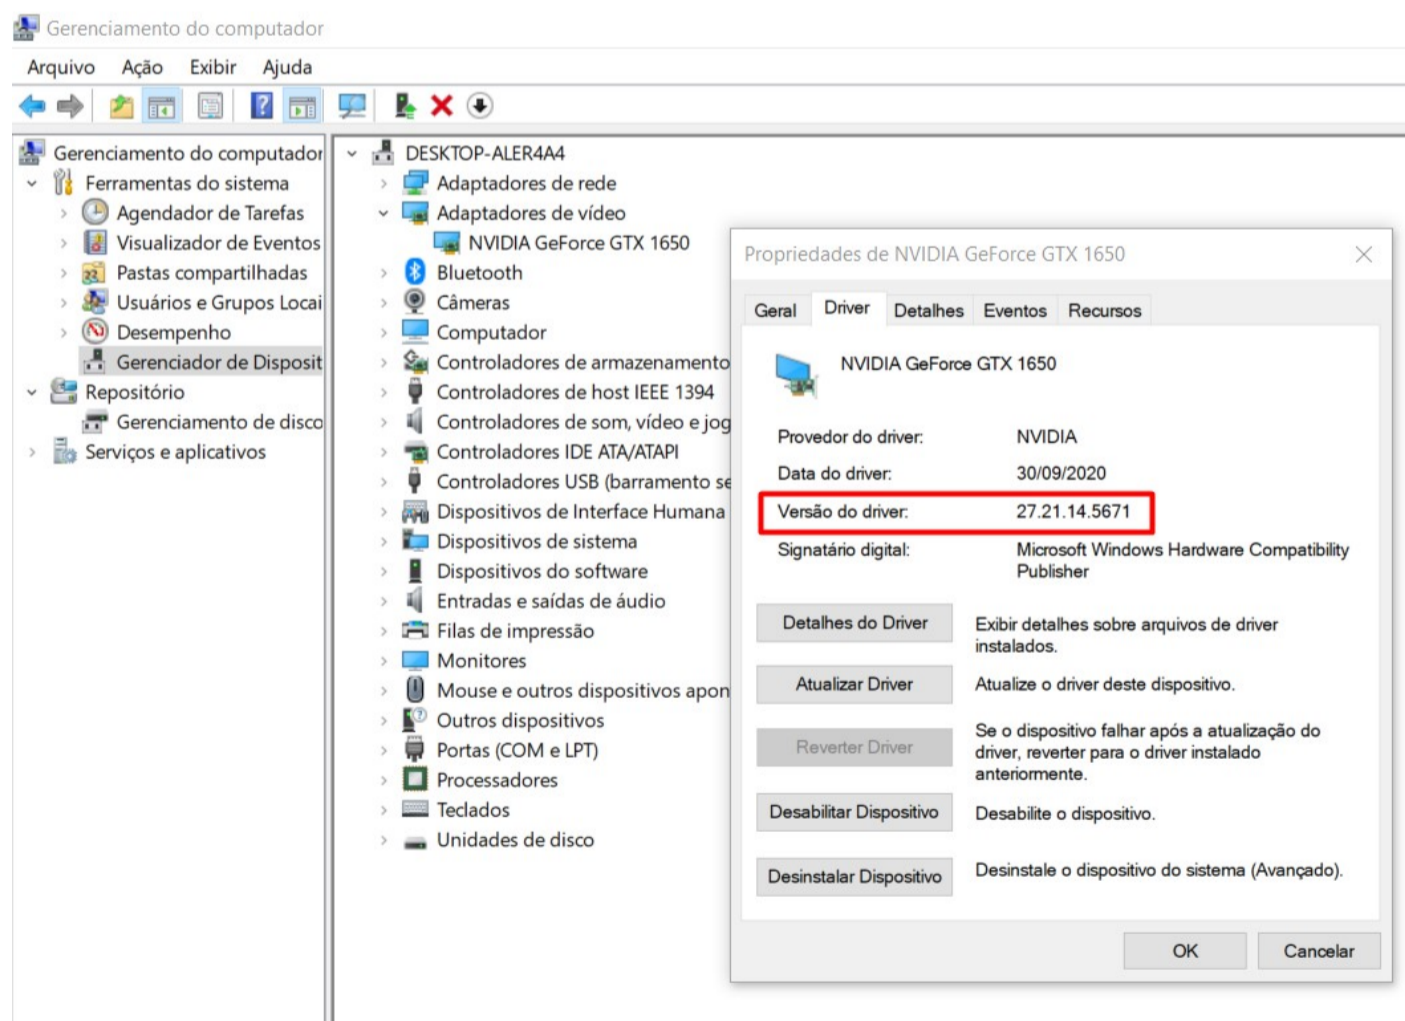 Gerenciamento do computador
Arquivo Ação Exibir Ajuda
Gerenciamento do computador
Ferramentas do sistema
Agendador de Tarefas
Visualizador de Eventos
Pastas compartilhadas
Usuários e Grupos Locai
Desempenho
Gerenciador de Disposit
Repositório
Gerenciamento de disco
Serviços e aplicativos
DESKTOP-ALER4A4
Adaptadores de rede
Adaptadores de vídeo
NVIDIA GeForce GTX 1650
Bluetooth
Câmeras
Computador
Controladores de armazenamento
Controladores de host IEEE 1394
Controladores de som, vídeo e jog
Controladores IDE ATA/ATAPI
Controladores USB (barramento se
Dispositivos de Interface Humana
Dispositivos de sistema
Dispositivos do software
Entradas e saídas de áudio
Filas de impressão
Monitores
Mouse e outros dispositivos apon
Outros dispositivos
Portas (COM e LPT)
Processadores
Teclados
Unidades de disco
Propriedades de NVIDIA GeForce GTX 1650
Geral Driver Detalhes Eventos Recursos
NVIDIA GeForce GTX 1650
Provedor do driver: NVIDIA
Data do driver: 30/09/2020
Versão do driver: 27.21.14.5671
Signatário digital: Microsoft Windows Hardware Compatibility
Publisher
Detalhes do Driver
Exibir detalhes sobre arquivos de driver
instalados.
Atualizar Driver
Atualize o driver deste dispositivo.
Reverter Driver
Se o dispositivo falhar após a atualização do
driver, reverter para o driver instalado
anteriormente.
Desabilitar Dispositivo
Desabilite o dispositivo.
Desinstalar Dispositivo
Desinstale o dispositivo do sistema (Avançado).
OK Cancelar